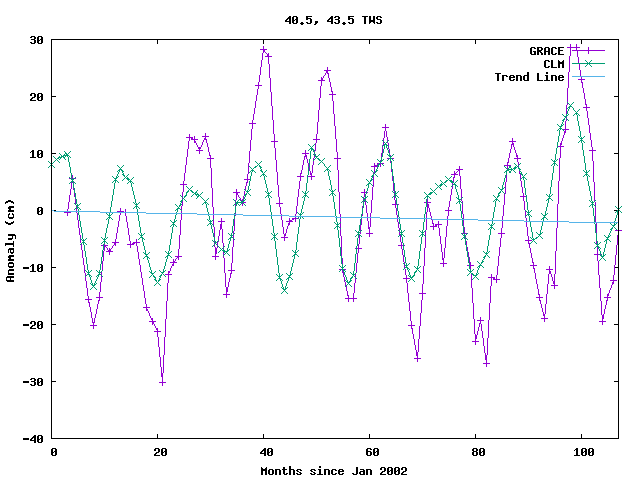 40.5, 43.5 TWS
GRACE
CLM
Trend Line
30
20
10
0
-10
-20
-30
-40
Anomaly (cm)
0 20 40 60 80 100
Months since Jan 2002